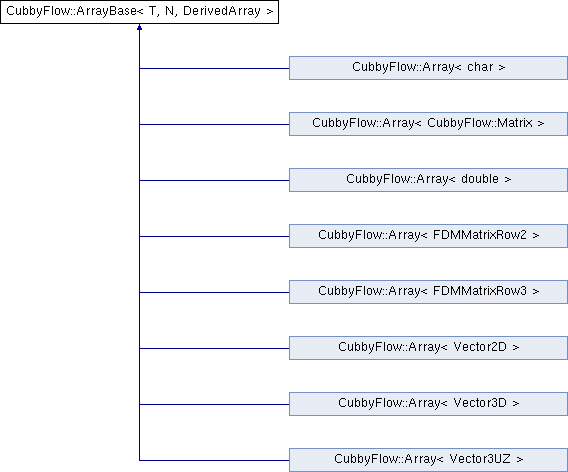 CubbyFlow::ArrayBase< T, N, DerivedArray >
CubbyFlow::Array< char >
CubbyFlow::Array< CubbyFlow::Matrix >
CubbyFlow::Array< double >
CubbyFlow::Array< FDMMatrixRow2 >
CubbyFlow::Array< FDMMatrixRow3 >
CubbyFlow::Array< Vector2D >
CubbyFlow::Array< Vector3D >
CubbyFlow::Array< Vector3UZ >